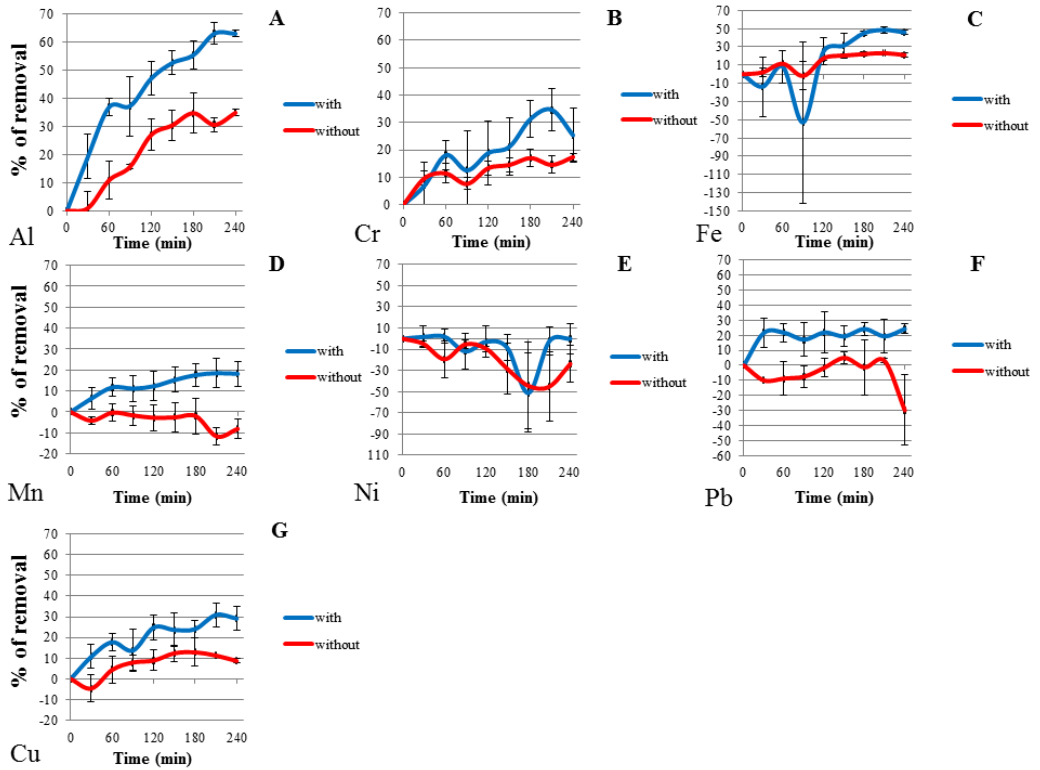 A
% of removal
70
60
50
40
30
20
10
0
0 60 120 180 240
Time (min)
Al
with
without
B
70
60
50
40
30
20
10
0
0 60 120 180 240
Time (min)
Cr
with
without
C
70
50
30
10
-10
-30
-50
-70
-90
-110
-130
-150
0 60 120 180 240
Time (min)
Fe
with
without
D
% of removal
70
60
50
40
30
20
10
0
-10
-20
0 60 120 180 240
Time (min)
Mn
with
without
E
70
50
30
10
-10
-30
-50
-70
-90
110
0 60 120 180 240
Time (min)
Ni
with
without
F
70
60
50
40
30
20
10
0
-10
-20
-30
-40
-50
-60
0 60 120 180 240
Time (min)
Pb
with
without
G
% of removal
70
60
50
40
30
20
10
0
-10
-20
0 60 120 180 240
Time (min)
Cu
with
without